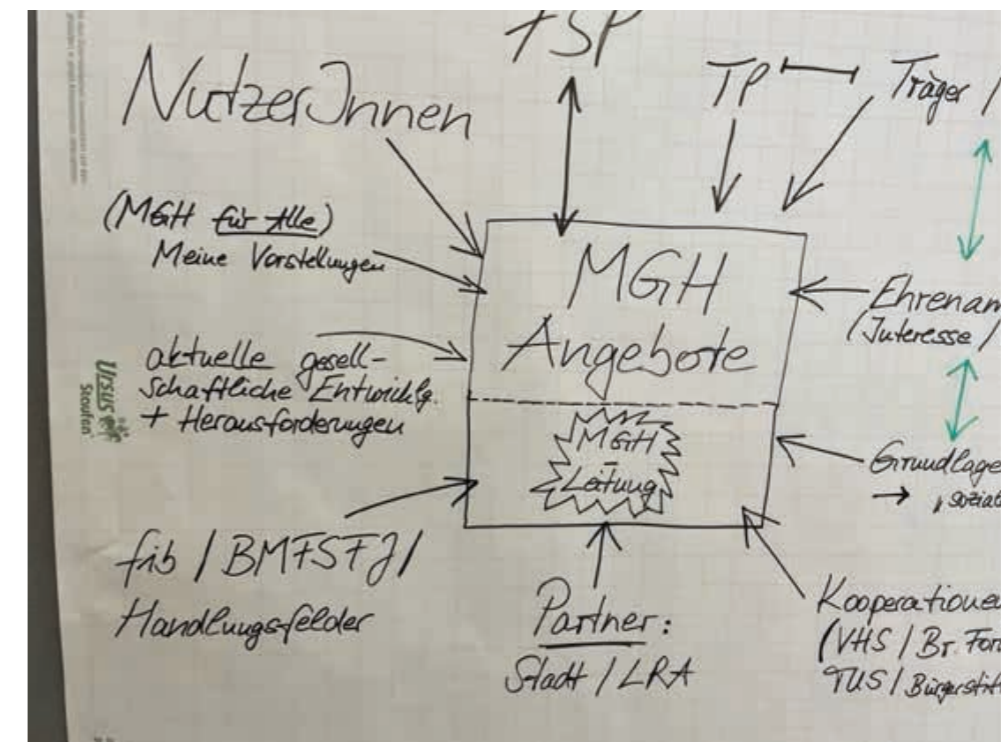 FSP
NutzerInnen
TP
Träger /
(MGH für Alle)
Meine Vorstellungen
MGH
Angebote
Ehrenam
(Interesse /
aktuelle gesell-
schaftliche Entwicklg.
+ Herausforderungen
MGH
Leitung
Grundlage
→ „sozial
fib / BMFSFJ /
Handlungsfelder
Partner:
Stadt / LRA
Kooperatione
(VHS / Br. For
TUS / Bürgerstift
URSUS
Staufen